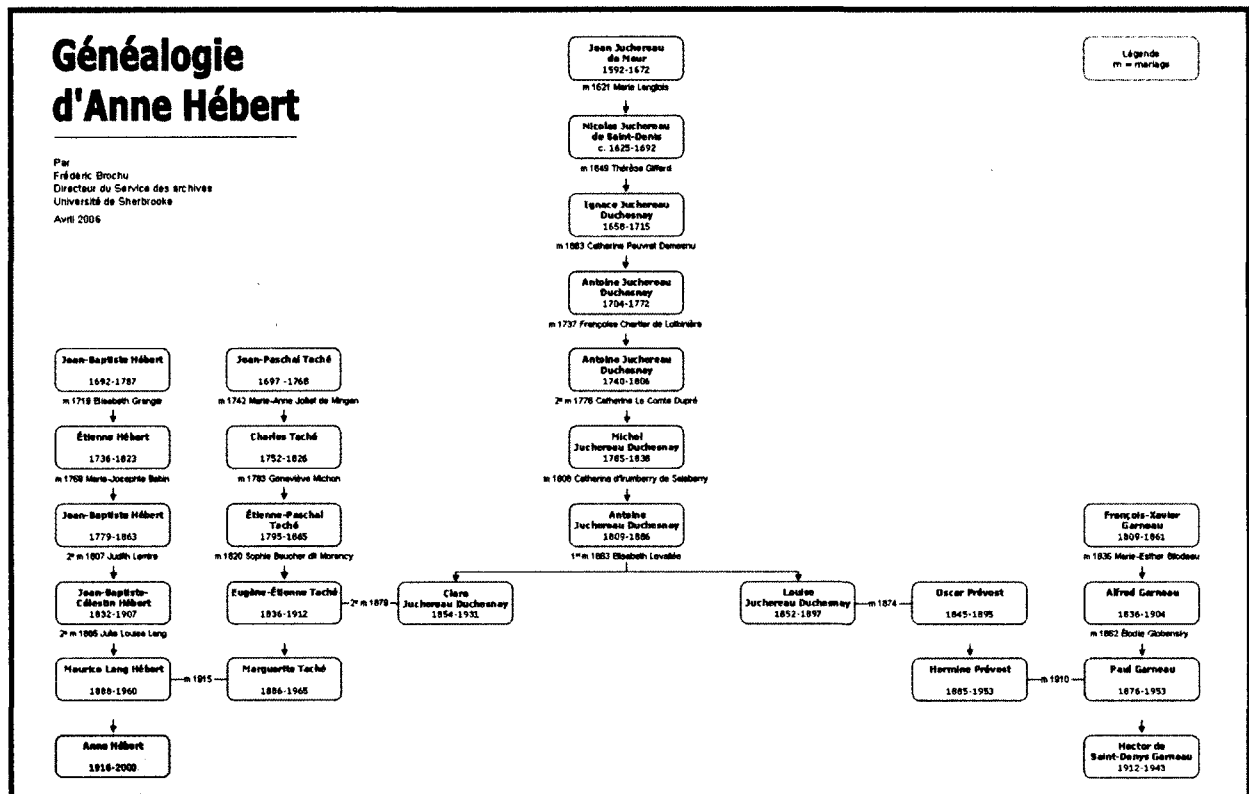 Généalogie
d'Anne Hébert
Par
Frédéric Brochu
Directeur du Service des archives
Université de Sherbrooke
Avril 2006
Légende
m = mariage
Jean Juchereau
de Maur
1592-1672
m 1621 Marie Langlois
Nicolas Juchereau
de Saint-Denis
c. 1625-1692
m 1649 Thérèse Giffard
Ignace Juchereau
Duchesnay
1658-1715
m 1683 Catherine Peuvret Demesnu
Antoine Juchereau
Duchesnay
1704-1772
m 1737 Françoise Chartier de Lotbinière
Jean-Baptiste Hébert
1692-1787
m 1719 Elisabeth Granger
Jean-Paschal Taché
1697 -1768
m 1742 Marie-Anne Jolliet de Mingan
Antoine Juchereau
Duchesnay
1740-1806
2e m 1778 Catherine Le Comte Dupré
Étienne Hébert
1736-1823
m 1769 Marie-Josephte Babin
Charles Taché
1752-1826
m 1783 Geneviève Michon
Michel
Juchereau Duchesnay
1785-1838
m 1808 Catherine d'Irumberry de Salaberry
Jean-Baptiste Hébert
1779-1863
2e m 1807 Judith Lemire
Étienne-Paschal
Taché
1795-1865
m 1820 Sophie Baucher dit Morency
Antoine
Juchereau Duchesnay
1809-1886
1er m 1883 Elisabeth Levallée
François-Xavier
Garneau
1809-1861
m 1835 Marie-Esther Bilodeau
Jean-Baptiste-
Célestin Hébert
1832-1907
2e m 1885 Julie Louise Lang
Eugène-Étienne Taché
1836-1912
2e m 1879
Clara
Juchereau Duchesnay
1854-1931
Louise
Juchereau Duchesnay
1852-1897
m 1874
Oscar Prévost
1845-1895
Alfred Garneau
1836-1904
m 1862 Élodie Globensky
Maurice Lang Hébert
1888-1960
m 1915
Marguerite Taché
1886-1965
Hermine Prévost
1885-1953
m 1910
Paul Garneau
1876-1953
Anne Hébert
1916-2000
Hector de
Saint-Denys Garneau
1912-1943